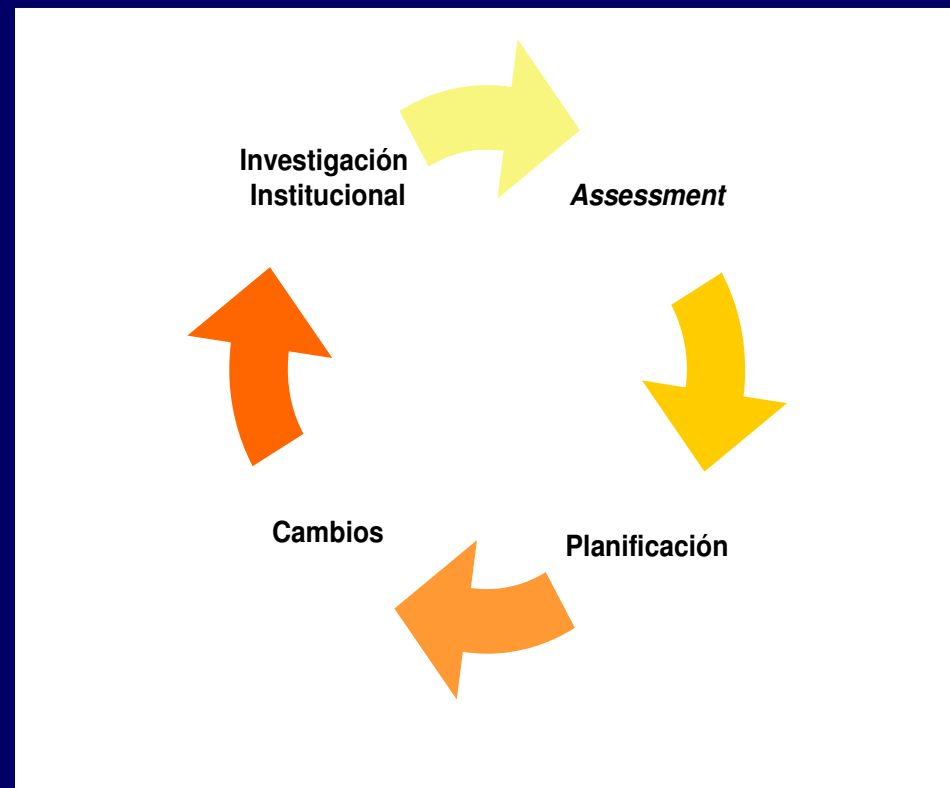 Investigación
Institucional
Assessment
Cambios
Planificación